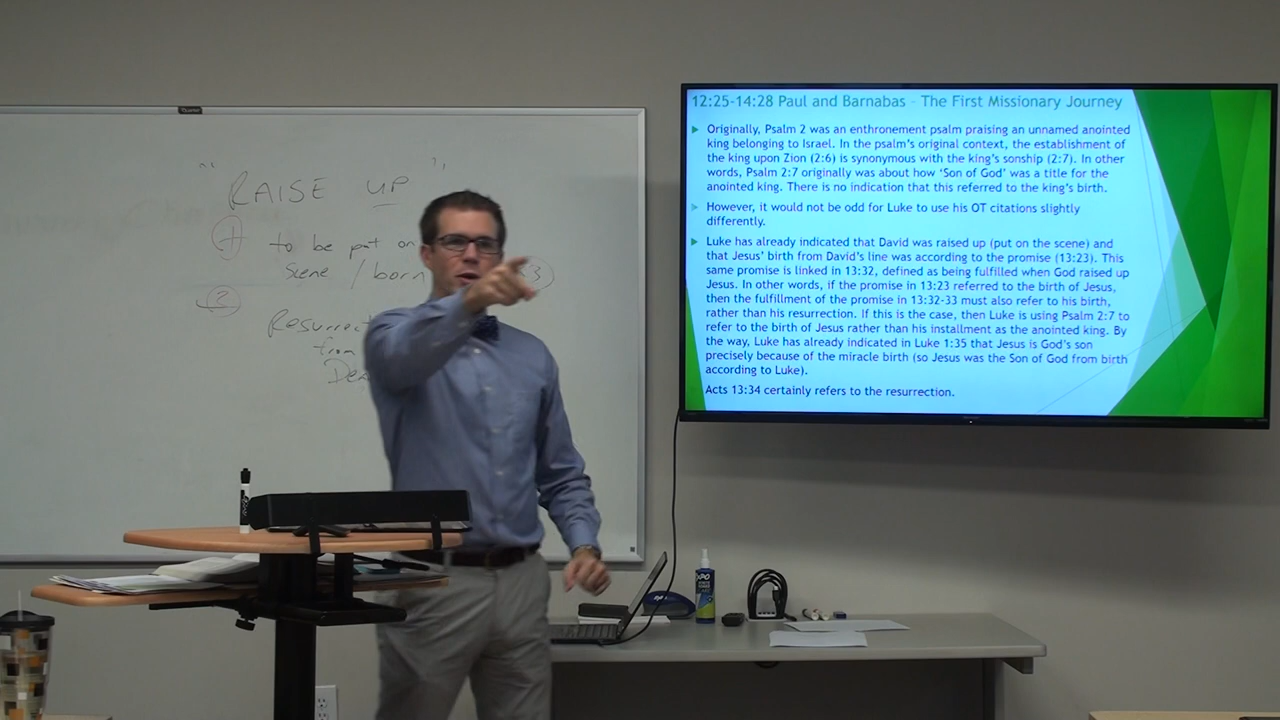 " RAISE UP "
① to be put on
scene / born
3
②
Resurrect
from
12:25-14:28 Paul and Barnabas - The First Missionary Journey
Originally, Psalm 2 was an enthronement psalm praising an unnamed anointed
king belonging to Israel. In the psalm's original context, the establishment of
the king upon Zion (2:6) is synonymous with the king's sonship (2:7). In other
words, Psalm 2:7 originally was about how 'Son of God' was a title for the
anointed king. There is no indication that this referred to the king's birth.
However, it would not be odd for Luke to use his OT citations slightly
differently.
Luke has already indicated that David was raised up (put on the scene) and
that Jesus' birth from David's line was according to the promise (13:23). This
same promise is linked in 13:32, defined as being fulfilled when God raised up
Jesus. In other words, if the promise in 13:23 referred to the birth of Jesus,
then the fulfillment of the promise in 13:32-33 must also refer to his birth,
rather than his resurrection. If this is the case, then Luke is using Psalm 2:7 to
refer to the birth of Jesus rather than his installment as the anointed king. By
the way, Luke has already indicated in Luke 1:35 that Jesus is God's son
precisely because of the miracle birth (so Jesus was the Son of God from birth
according to Luke).
Acts 13:34 certainly refers to the resurrection.
EXPO